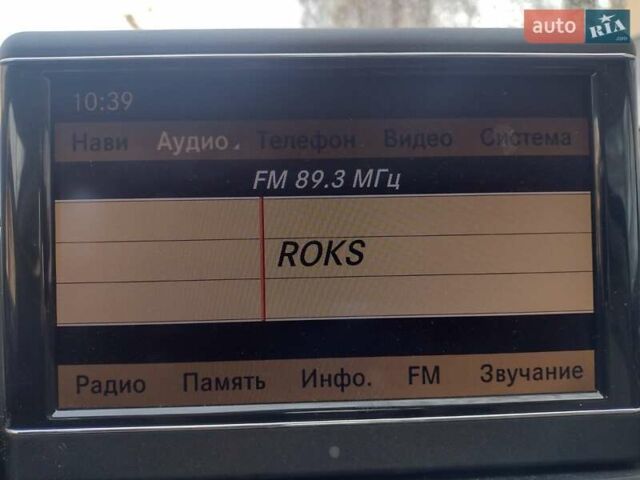 auto RIA.com
10:39
Нави Аудио Телефон Видео Система
FM 89.3 МГц
ROKS
Радио Память Инфо. FM Звучание